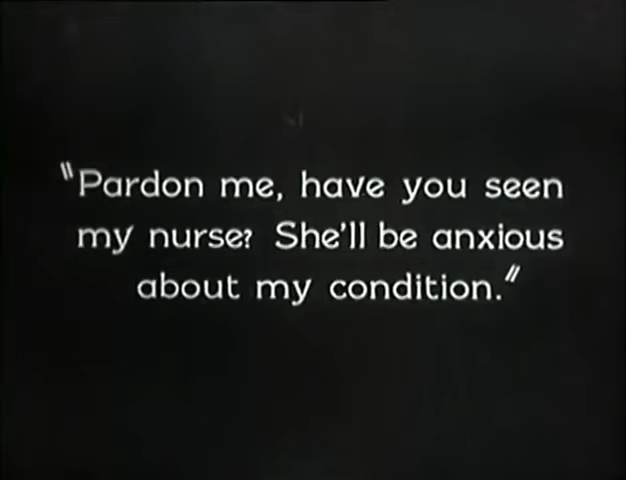 "Pardon me, have you seen
my nurse? She'll be anxious
about my condition."